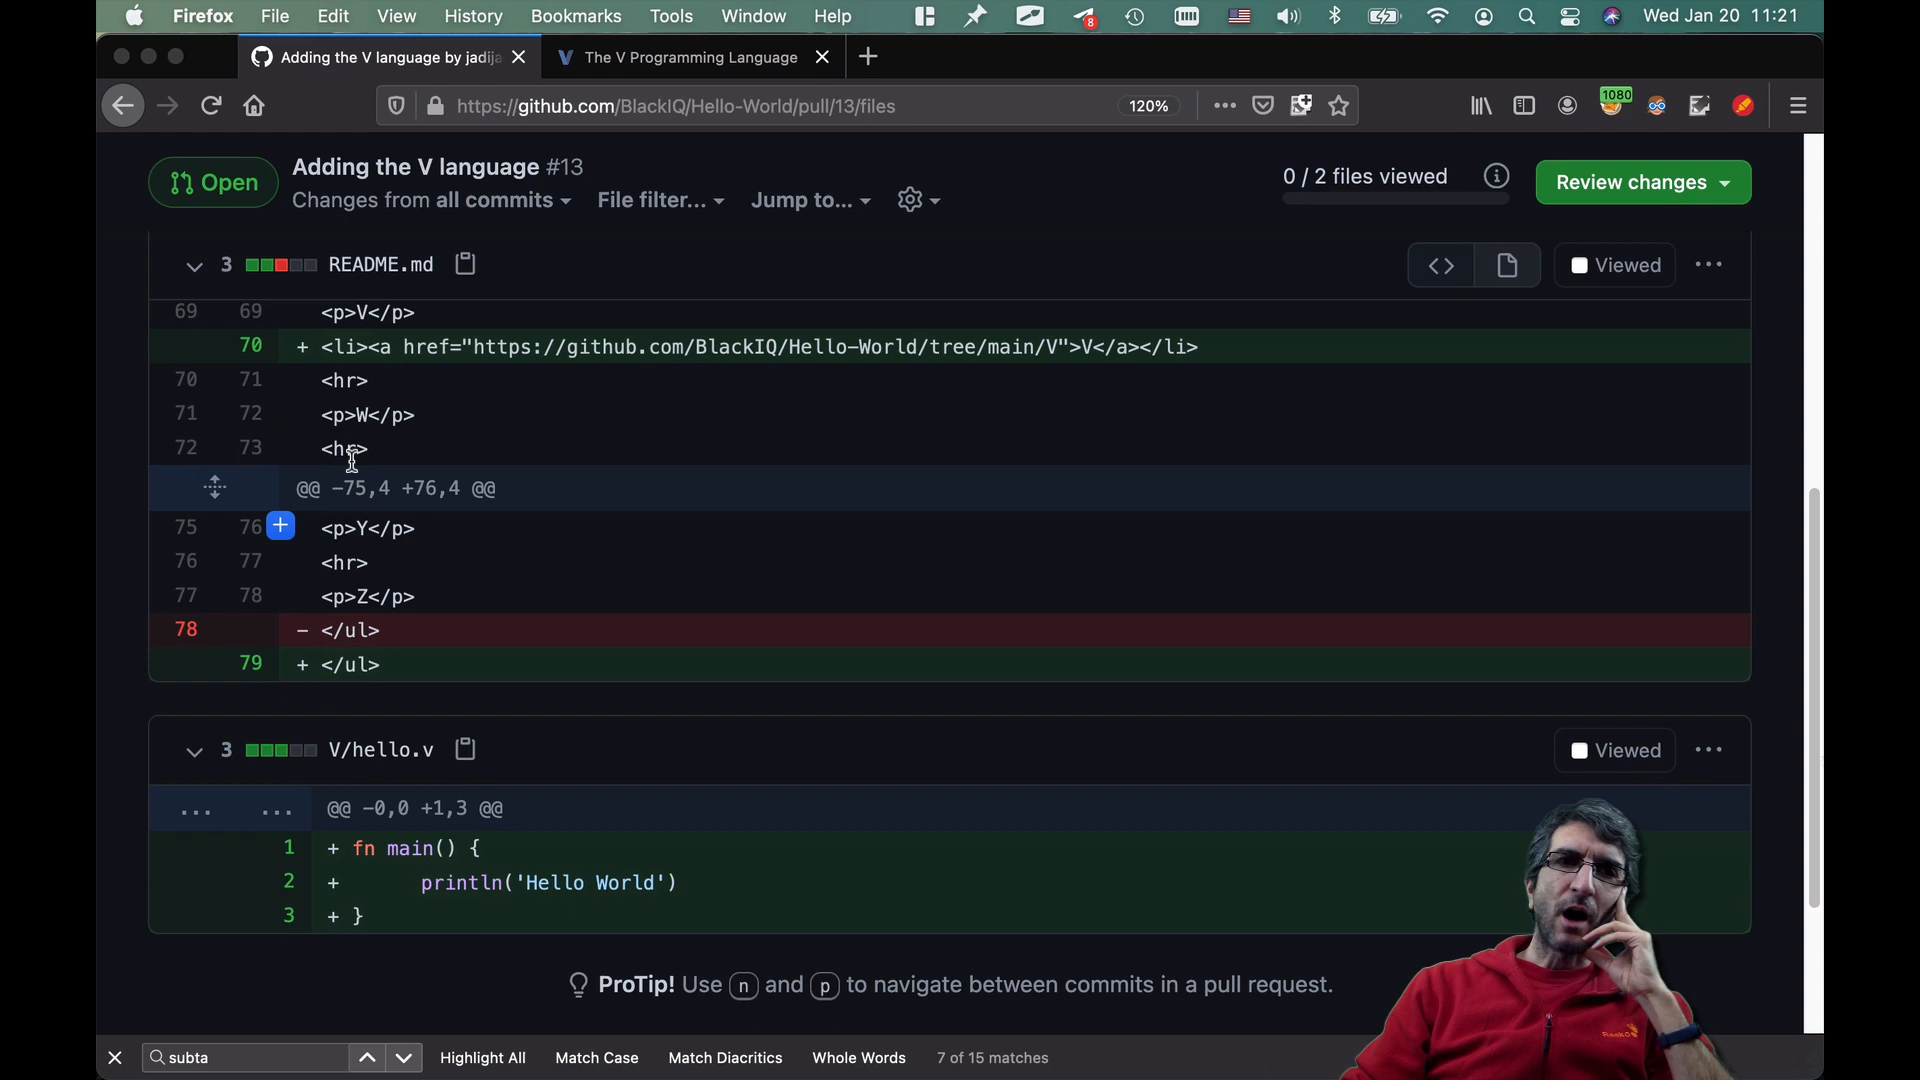 Firefox File Edit View History Bookmarks Tools Window Help 8 Wed Jan 20 11:21
Adding the V language by jadija
The V Programming Language
https://github.com/BlackIQ/Hello-World/pull/13/files 120% 1080
Open
Adding the V language #13
Changes from all commits File filter... Jump to...
0 / 2 files viewed
Review changes
3 README.md Viewed
69 69 <p>V</p>
70 + <li><a href="https://github.com/BlackIQ/Hello-World/tree/main/V">V</a></li>
70 71 <hr>
71 72 <p>W</p>
72 73 <hr>
@@ -75,4 +76,4 @@
75 76 <p>Y</p>
76 77 <hr>
77 78 <p>Z</p>
78 - </ul>
79 + </ul>
3 V/hello.v Viewed
... ... @@ -0,0 +1,3 @@
1 + fn main() {
2 + println('Hello World')
3 + }
ProTip! Use n and p to navigate between commits in a pull request.
subta Highlight All Match Case Match Diacritics Whole Words 7 of 15 matches